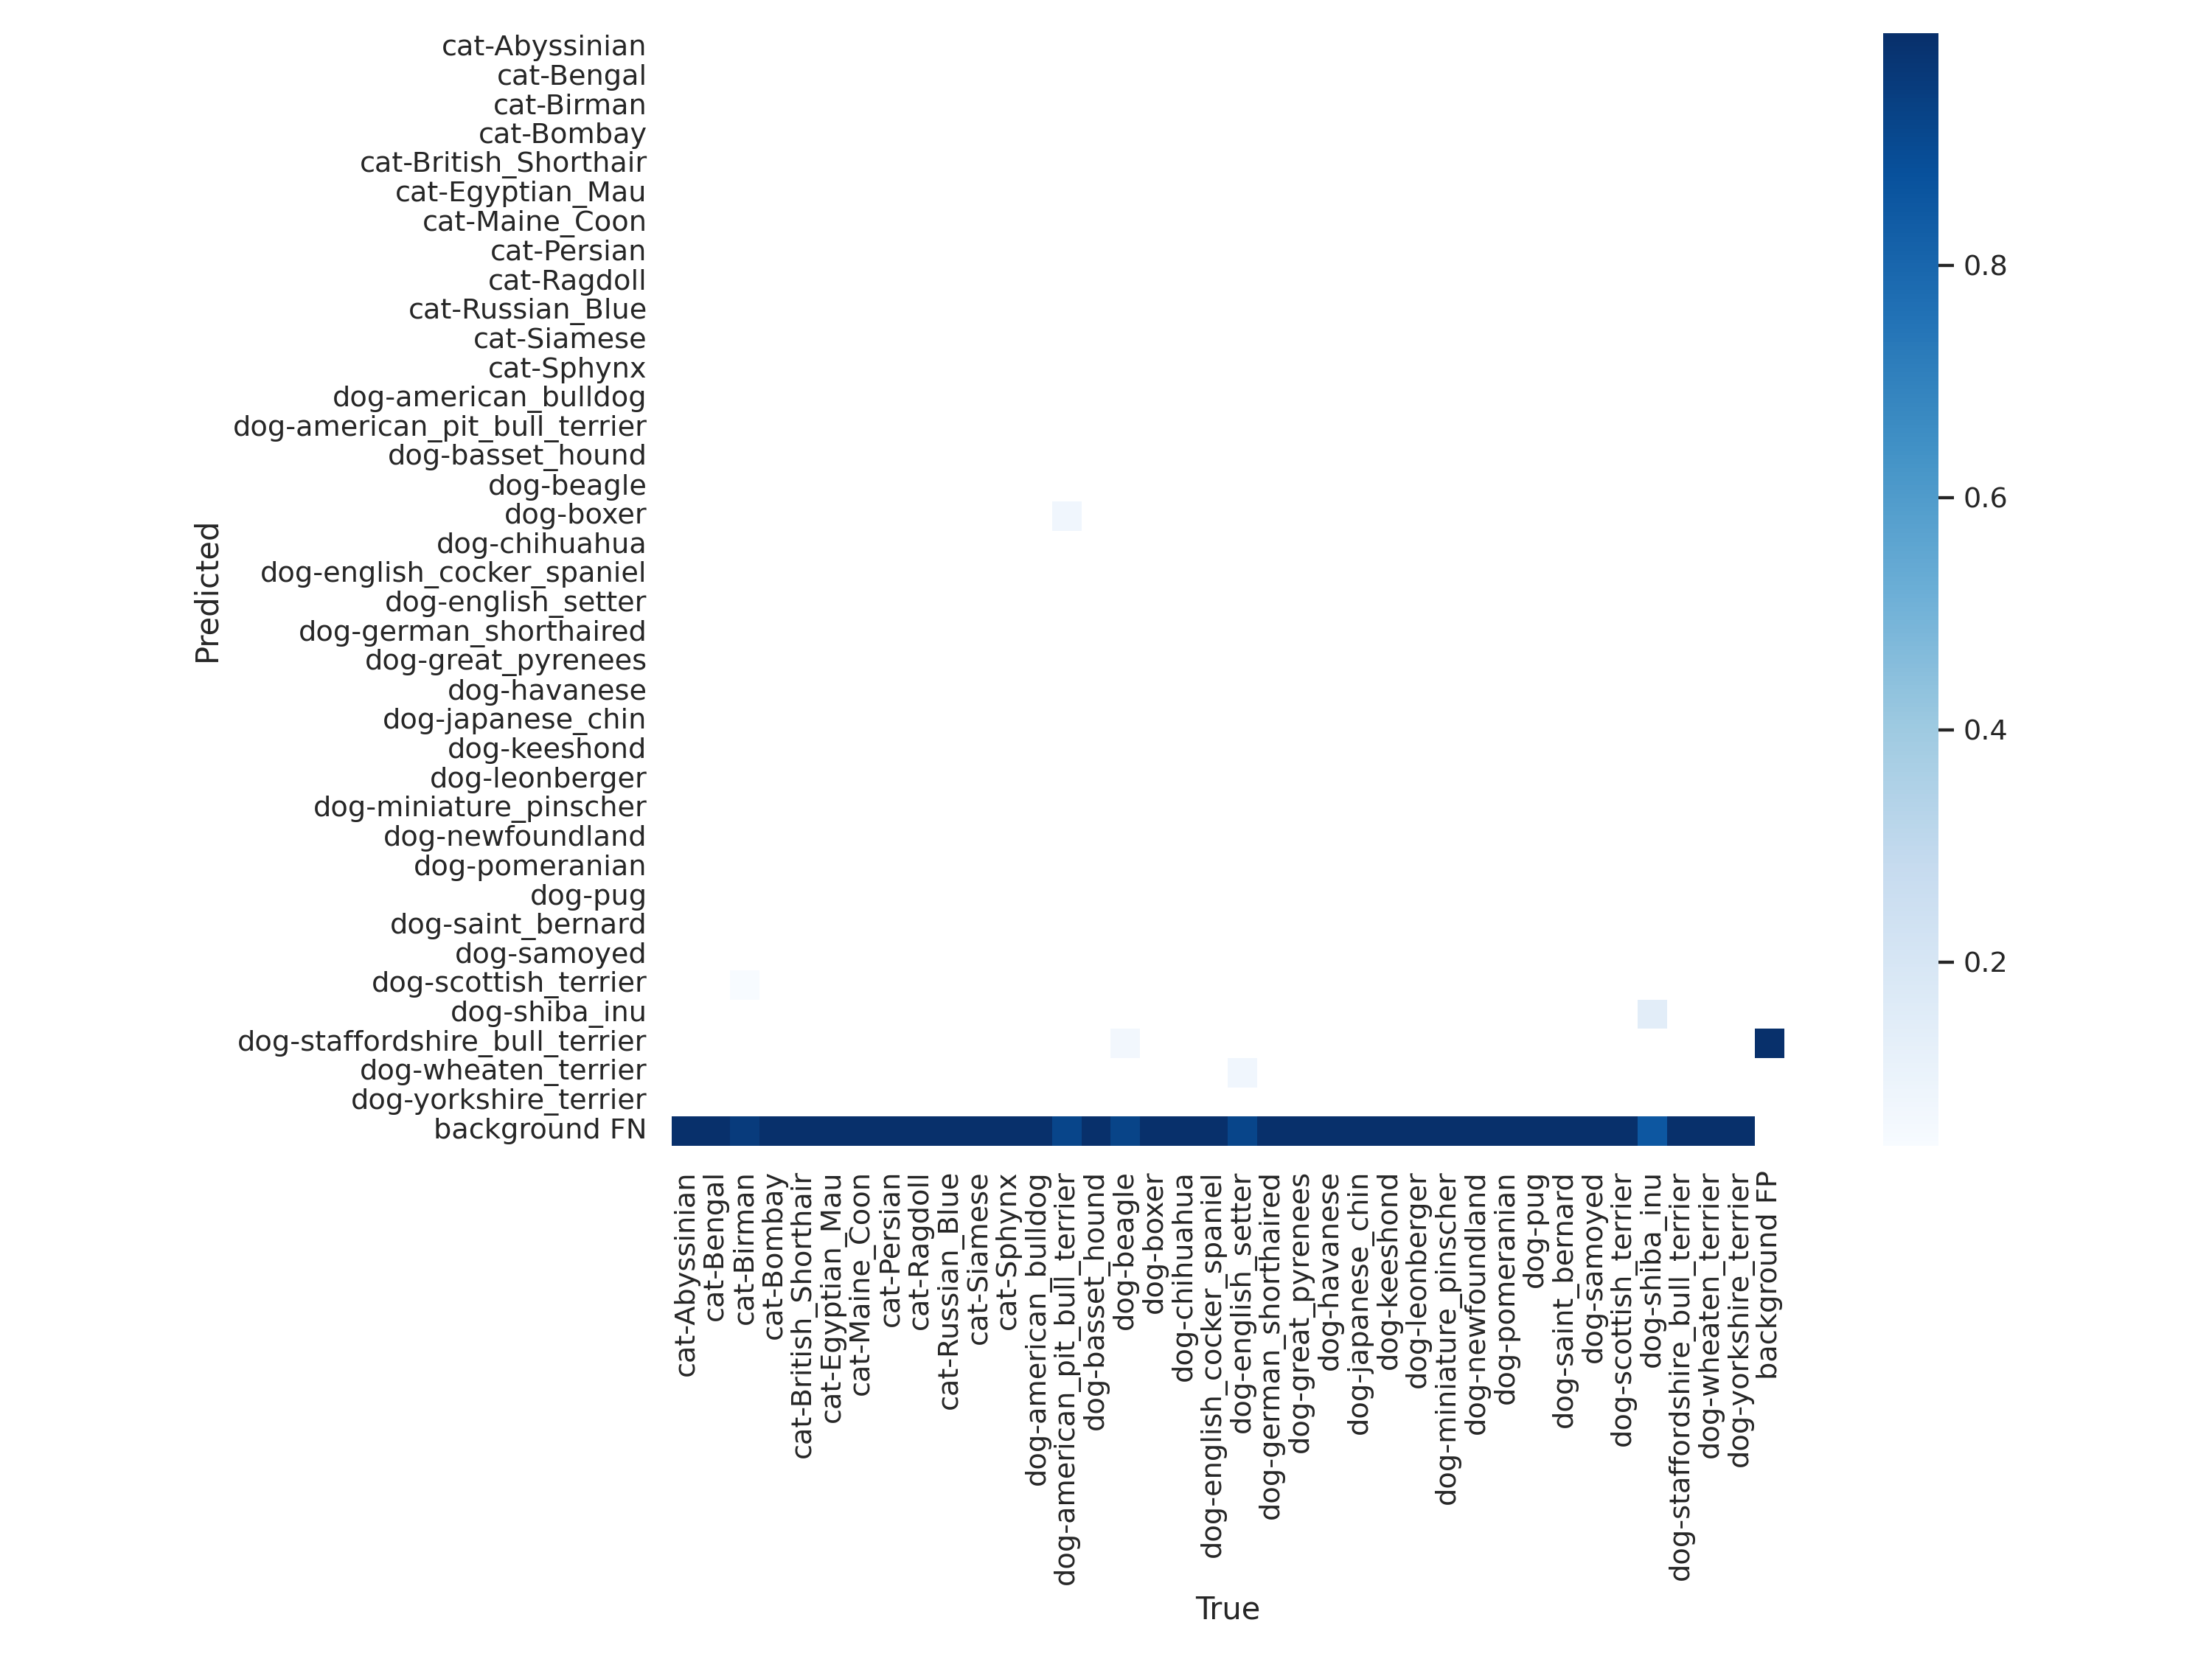 cat-Abyssinian
cat-Bengal
cat-Birman
cat-Bombay
cat-British_Shorthair
cat-Egyptian_Mau
cat-Maine_Coon
cat-Persian
cat-Ragdoll
cat-Russian_Blue
cat-Siamese
cat-Sphynx
dog-american_bulldog
dog-american_pit_bull_terrier
dog-basset_hound
dog-beagle
dog-boxer
dog-chihuahua
dog-english_cocker_spaniel
dog-english_setter
dog-german_shorthaired
dog-great_pyrenees
dog-havanese
dog-japanese_chin
dog-keeshond
dog-leonberger
dog-miniature_pinscher
dog-newfoundland
dog-pomeranian
dog-pug
dog-saint_bernard
dog-samoyed
dog-scottish_terrier
dog-shiba_inu
dog-staffordshire_bull_terrier
dog-wheaten_terrier
dog-yorkshire_terrier
background FN
Predicted
cat-Abyssinian
cat-Bengal
cat-Birman
cat-Bombay
cat-British_Shorthair
cat-Egyptian_Mau
cat-Maine_Coon
cat-Persian
cat-Ragdoll
cat-Russian_Blue
cat-Siamese
cat-Sphynx
dog-american_bulldog
dog-american_pit_bull_terrier
dog-basset_hound
dog-beagle
dog-boxer
dog-chihuahua
dog-english_cocker_spaniel
dog-english_setter
dog-german_shorthaired
dog-great_pyrenees
dog-havanese
dog-japanese_chin
dog-keeshond
dog-leonberger
dog-miniature_pinscher
dog-newfoundland
dog-pomeranian
dog-pug
dog-saint_bernard
dog-samoyed
dog-scottish_terrier
dog-shiba_inu
dog-staffordshire_bull_terrier
dog-wheaten_terrier
dog-yorkshire_terrier
background FP
True
0.8
0.6
0.4
0.2